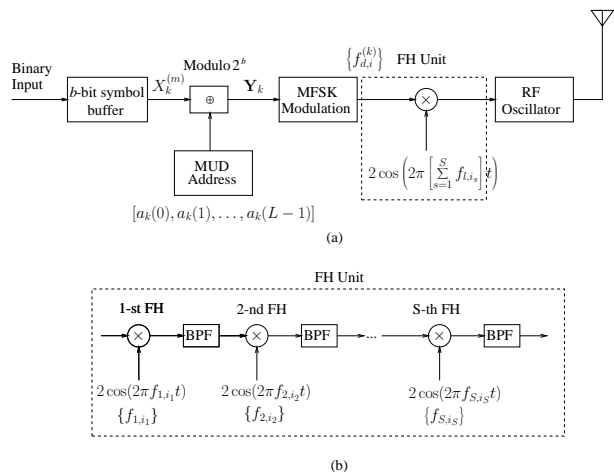 Binary
Input
b-bit symbol
buffer
X_k^{(m)}
Modulo 2^b
⊕
Y_k
MUD
Address
[a_k(0), a_k(1), . . . , a_k(L − 1)]
MFSK
Modulation
{f_{d,i}^{(k)}}
FH Unit
×
2 cos (2π [∑_{s=1}^{S} f_{l,i_s}] t)
RF
Oscillator
(a)
FH Unit
1-st FH
2-nd FH
S-th FH
× BPF × BPF ... × BPF
2 cos(2πf_{1,i_1}t) 2 cos(2πf_{2,i_2}t) 2 cos(2πf_{S,i_S}t)
{f_{1,i_1}} {f_{2,i_2}} {f_{S,i_S}}
(b)